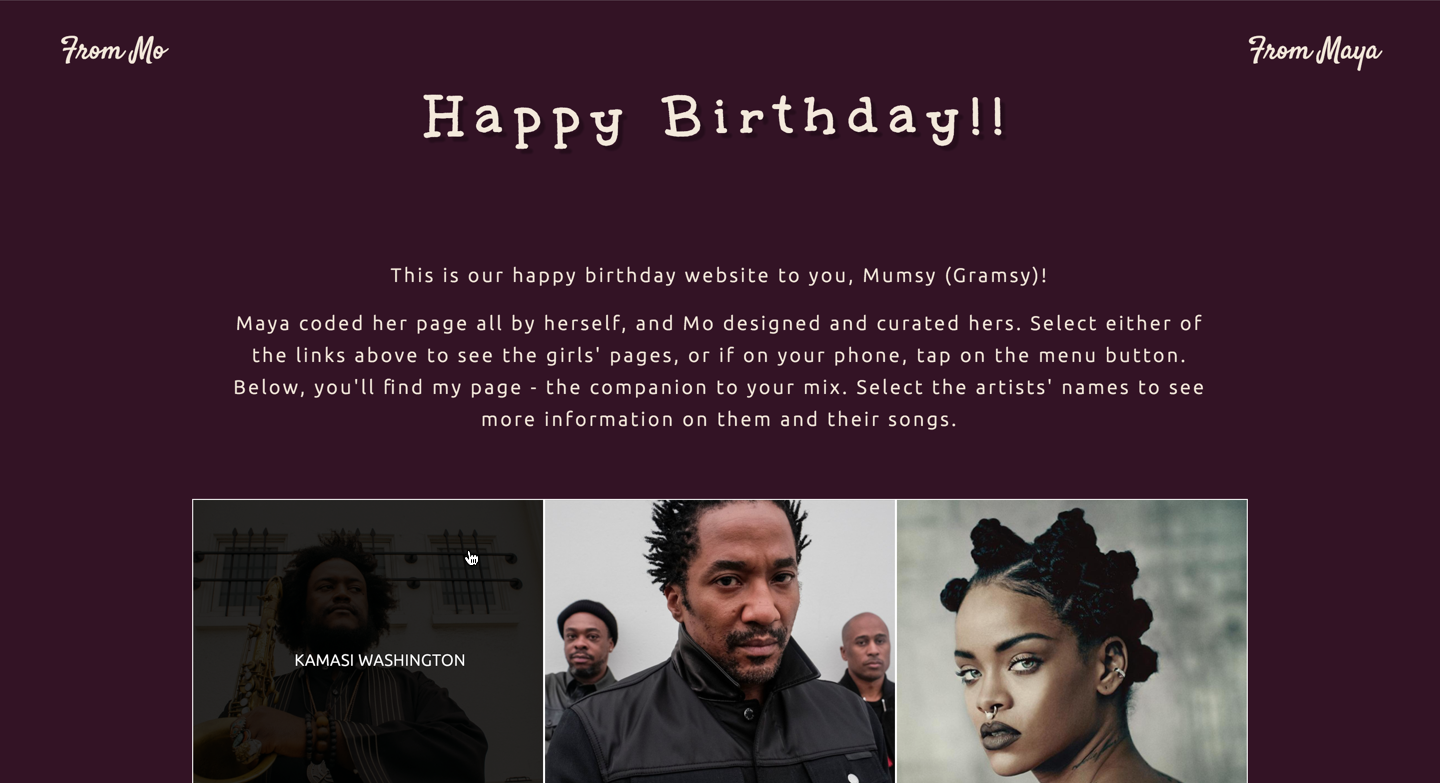 From Mo
From Maya
Happy Birthday!!
This is our happy birthday website to you, Mumsy (Gramsy)!
Maya coded her page all by herself, and Mo designed and curated hers. Select either of
the links above to see the girls' pages, or if on your phone, tap on the menu button.
Below, you'll find my page - the companion to your mix. Select the artists' names to see
more information on them and their songs.
KAMASI WASHINGTON